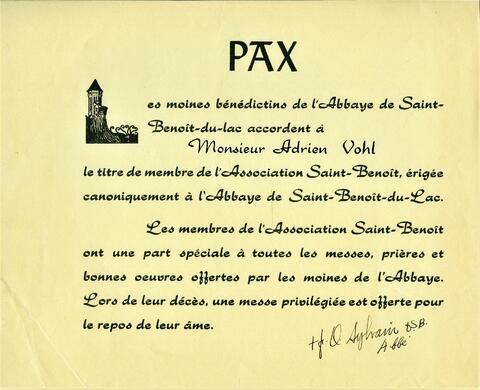 PAX
es moines bénédictins de l'Abbaye de Saint-
Benoît-du-lac accordent à
Monsieur Adrien Vohl
le titre de membre de l'Association Saint-Benoît, érigée
canoniquement à l'Abbaye de Saint-Benoît-du-Lac.
Les membres de l'Association Saint-Benoît
ont une part spéciale à toutes les messes, prières et
bonnes oeuvres offertes par les moines de l'Abbaye.
Lors de leur décès, une messe privilégiée est offerte pour
le repos de leur âme.
Sylvain O.S.B.
Abbé